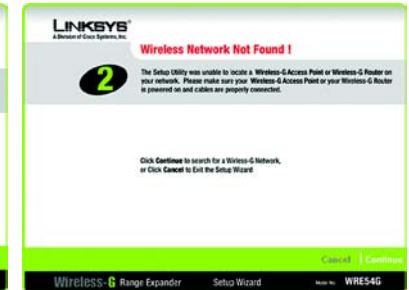 LINKSYS®
A Division of Cisco Systems, Inc.
Wireless Network Not Found !
2
The Setup Utility was unable to locate a Wireless-G Access Point or Wireless-G Router on
your network. Please make sure your Wireless-G Access Point or your Wireless-G Router
is powered on and cables are properly connected.
Click Continue to search for a Wireless-G Network,
or Click Cancel to Exit the Setup Wizard
Cancel | Continue
Wireless-G Range Expander Setup Wizard Model No. WRE54G